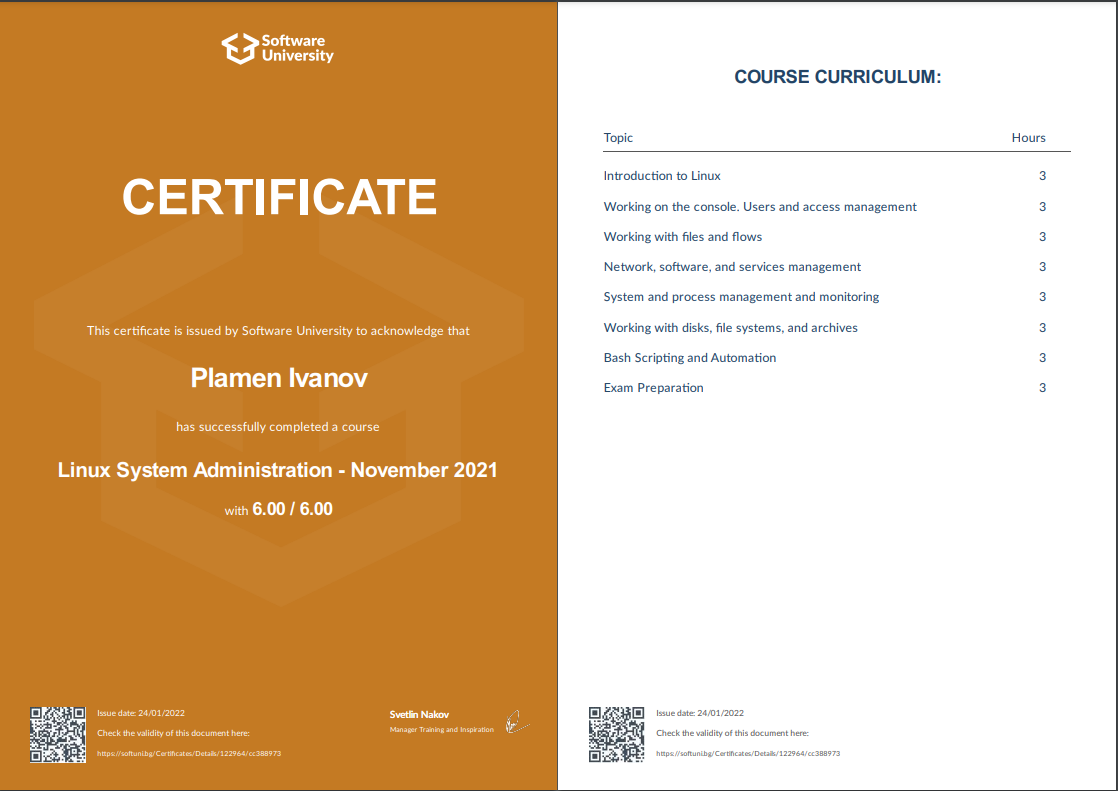 Software
University
CERTIFICATE
This certificate is issued by Software University to acknowledge that
Plamen Ivanov
has successfully completed a course
Linux System Administration - November 2021
with 6.00 / 6.00
Issue date: 24/01/2022
Check the validity of this document here:
https://softuni.bg/Certificates/Details/122964/cc388973
Svetlin Nakov
Manager Training and Inspiration
COURSE CURRICULUM:
Topic Hours
Introduction to Linux 3
Working on the console. Users and access management 3
Working with files and flows 3
Network, software, and services management 3
System and process management and monitoring 3
Working with disks, file systems, and archives 3
Bash Scripting and Automation 3
Exam Preparation 3
Issue date: 24/01/2022
Check the validity of this document here:
https://softuni.bg/Certificates/Details/122964/cc388973